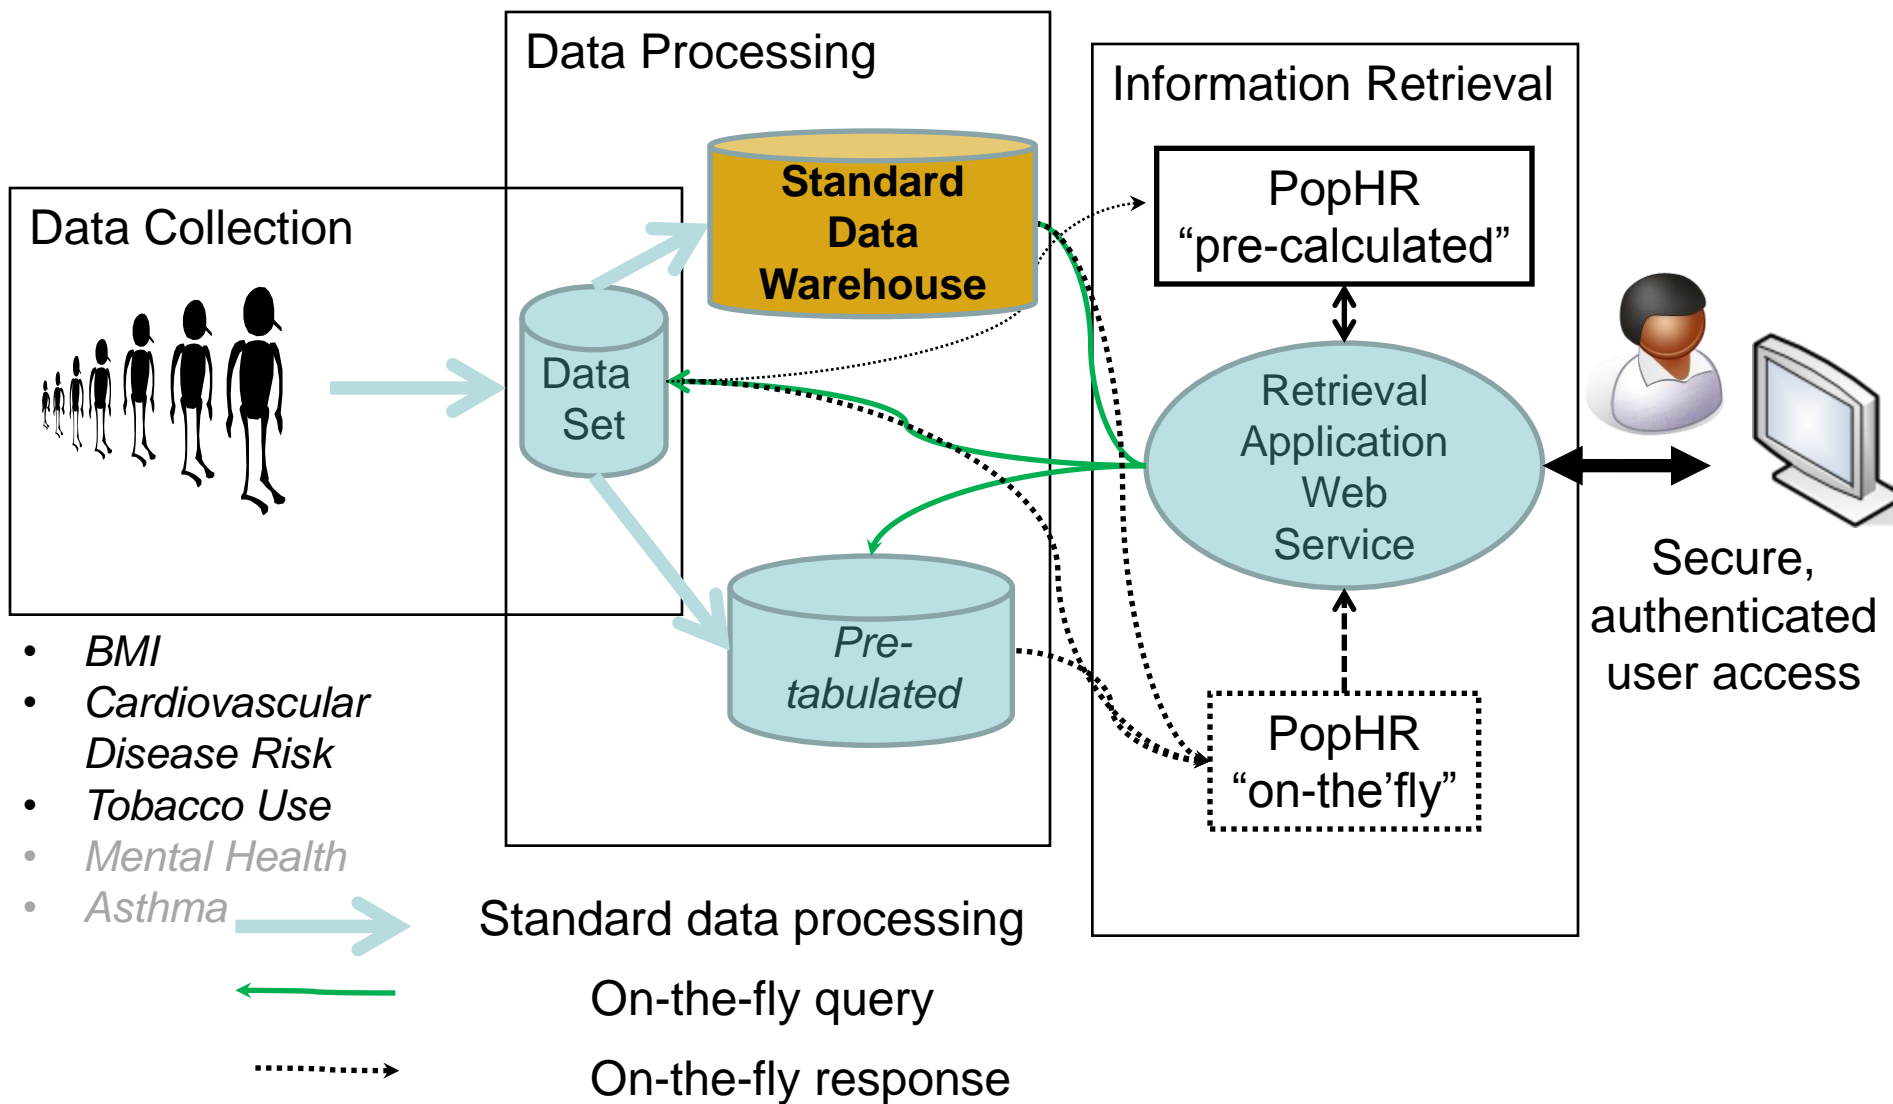 Data Processing
Information Retrieval
Data Collection
Standard
Data
Warehouse
PopHR
“pre-calculated”
Data
Set
Retrieval
Application
Web
Service
Secure,
authenticated
user access
Pre-
tabulated
PopHR
“on-the’fly”
• BMI
• Cardiovascular
Disease Risk
• Tobacco Use
• Mental Health
• Asthma
Standard data processing
On-the-fly query
On-the-fly response